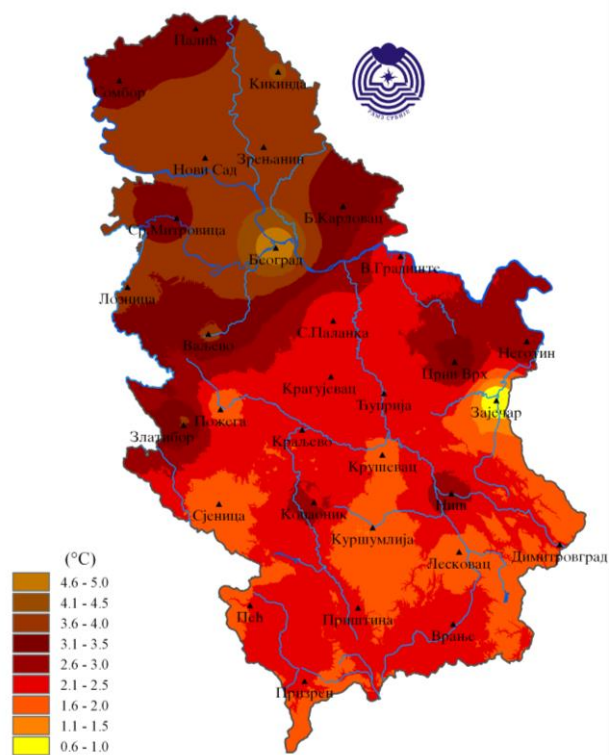 Палић
Сомбор
Кикинда
Зрењанин
Нови Сад
Б.Карловац
Ср.Митровица
Београд
В.Градиште
Лозница
С.Паланка
Ваљево
Неготин
Црни Врх
Крагујевац
Ћуприја
Зајечар
Пожега
Златибор
Краљево
Крушевац
Сјеница
Копаоник
Ниш
Куршумлија
Лесковац
Димитровград
Пећ
Приштина
Врање
Призрен
(°C)
4.6 - 5.0
4.1 - 4.5
3.6 - 4.0
3.1 - 3.5
2.6 - 3.0
2.1 - 2.5
1.6 - 2.0
1.1 - 1.5
0.6 - 1.0